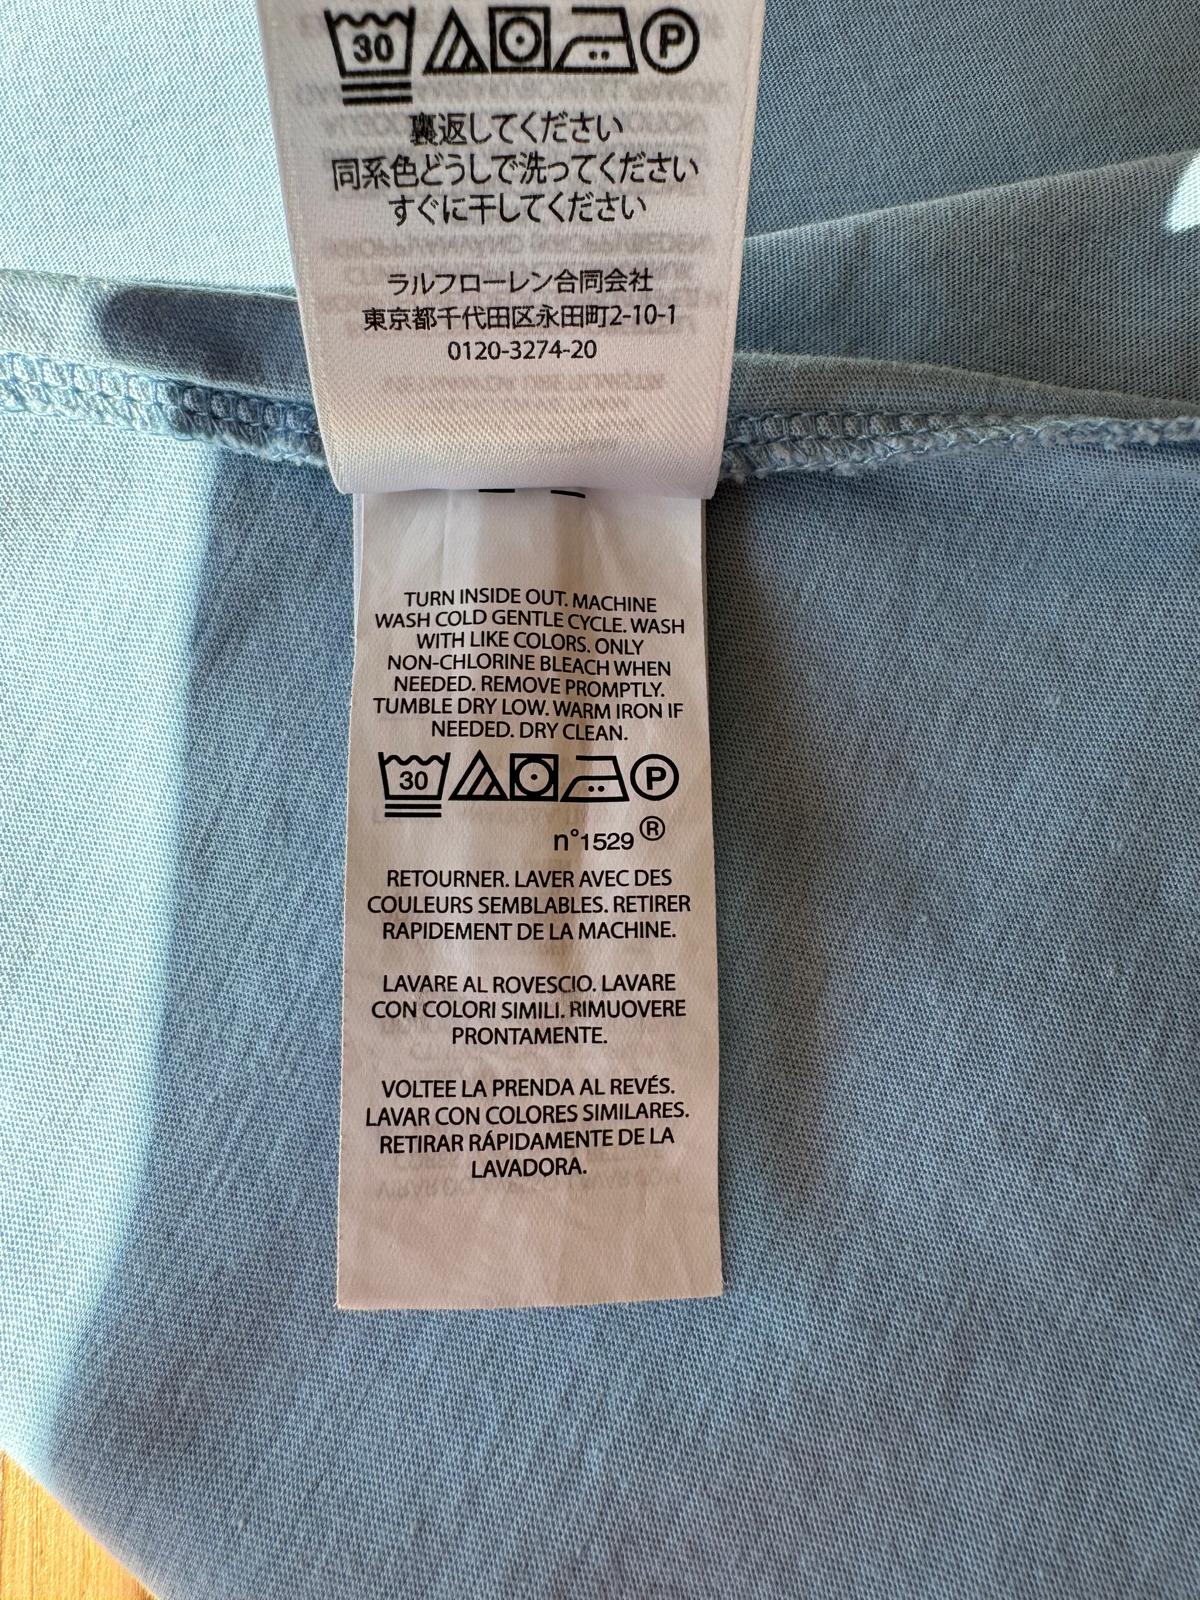 30 P
裏返してください
同系色どうしで洗ってください
すぐに干してください
ラルフローレン合同会社
東京都千代田区永田町2-10-1
0120-3274-20
TURN INSIDE OUT. MACHINE
WASH COLD GENTLE CYCLE. WASH
WITH LIKE COLORS. ONLY
NON-CHLORINE BLEACH WHEN
NEEDED. REMOVE PROMPTLY.
TUMBLE DRY LOW. WARM IRON IF
NEEDED. DRY CLEAN.
30 P
n°1529®
RETOURNER. LAVER AVEC DES
COULEURS SEMBLABLES. RETIRER
RAPIDEMENT DE LA MACHINE.
LAVARE AL ROVESCIO. LAVARE
CON COLORI SIMILI. RIMUOVERE
PRONTAMENTE.
VOLTEE LA PRENDA AL REVÉS.
LAVAR CON COLORES SIMILARES.
RETIRAR RÁPIDAMENTE DE LA
LAVADORA.